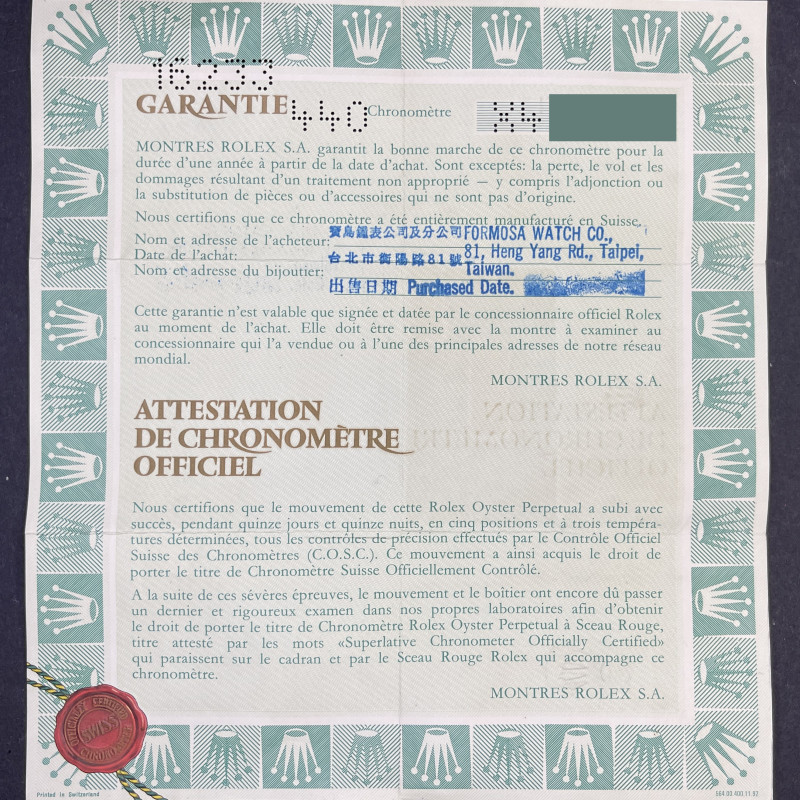 16233
GARANTIE
440
Chronomètre
X4
MONTRES ROLEX S.A. garantit la bonne marche de ce chronomètre pour la
durée d'une année à partir de la date d'achat. Sont exceptés: la perte, le vol et les
dommages résultant d'un traitement non approprié – y compris l'adjonction ou
la substitution de pièces ou d'accessoires qui ne sont pas d'origine.
Nous certifions que ce chronomètre a été entièrement manufacturé en Suisse.
Nom et adresse de l'acheteur:
Date de l'achat:
Nom et adresse du bijoutier:
寶島鐘表公司及分公司 FORMOSA WATCH CO.,
台北市衡陽路81號 81, Heng Yang Rd., Taipei,
Taiwan.
出售日期 Purchased Date.
Cette garantie n'est valable que signée et datée par le concessionnaire officiel Rolex
au moment de l'achat. Elle doit être remise avec la montre à examiner au
concessionnaire qui l'a vendue ou à l'une des principales adresses de notre réseau
mondial.
MONTRES ROLEX S.A.
ATTESTATION
DE CHRONOMÈTRE
OFFICIEL
Nous certifions que le mouvement de cette Rolex Oyster Perpetual a subi avec
succès, pendant quinze jours et quinze nuits, en cinq positions et à trois tempéra-
tures déterminées, tous les contrôles de précision effectués par le Contrôle Officiel
Suisse des Chronomètres (C.O.S.C.). Ce mouvement a ainsi acquis le droit de
porter le titre de Chronomètre Suisse Officiellement Contrôlé.
A la suite de ces sévères épreuves, le mouvement et le boîtier ont encore dû passer
un dernier et rigoureux examen dans nos propres laboratoires afin d'obtenir
le droit de porter le titre de Chronomètre Rolex Oyster Perpetual à Sceau Rouge,
titre attesté par les mots «Superlative Chronometer Officially Certified»
qui paraissent sur le cadran et par le Sceau Rouge Rolex qui accompagne ce
chronomètre.
MONTRES ROLEX S.A.
SWISS
Printed in Switzerland
564.00.400.11.92